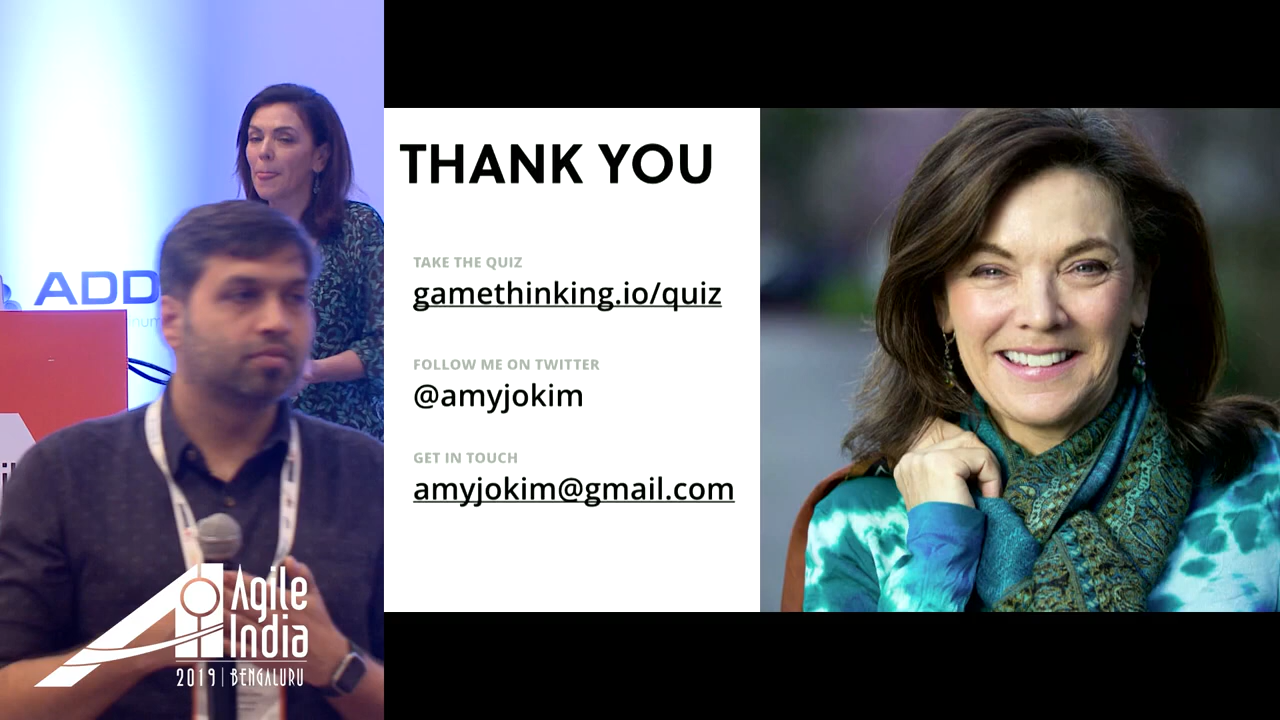 ADD
THANK YOU
TAKE THE QUIZ
gamethinking.io/quiz
FOLLOW ME ON TWITTER
@amyjokim
GET IN TOUCH
amyjokim@gmail.com
Agile
India
2019 | BENGALURU